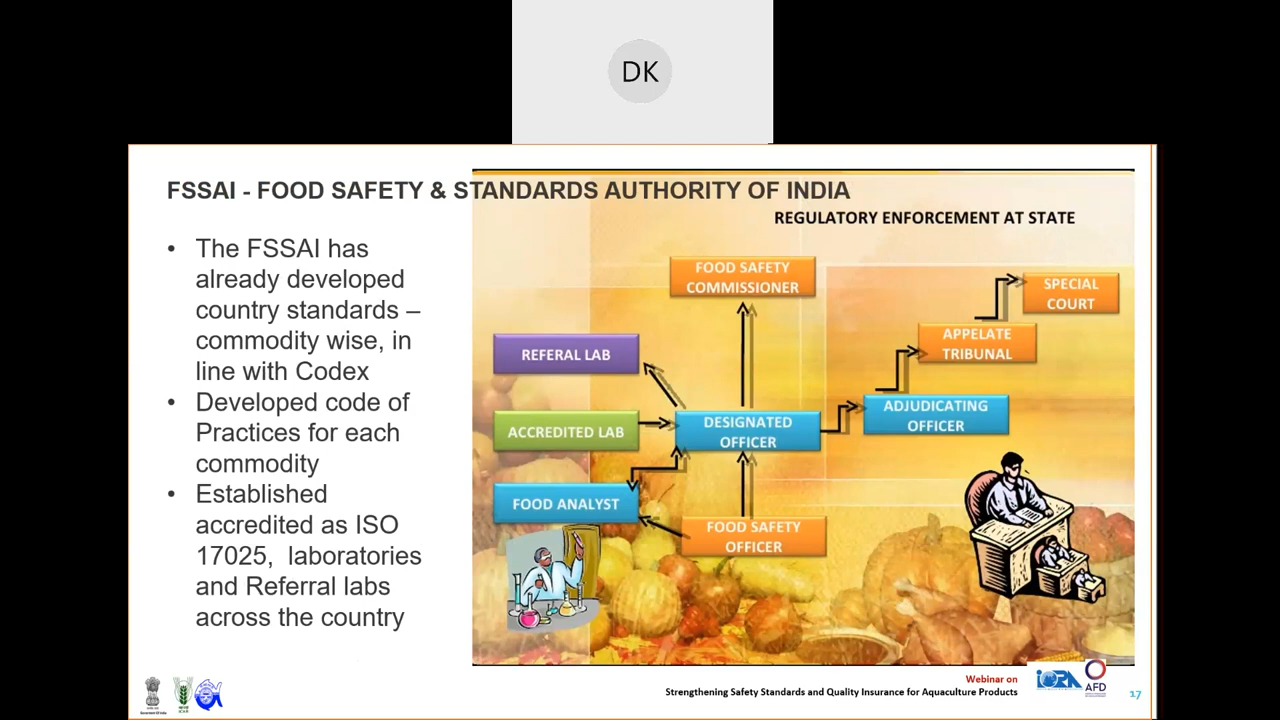 DK
FSSAI - FOOD SAFETY & STANDARDS AUTHORITY OF INDIA
• The FSSAI has
already developed
country standards –
commodity wise, in
line with Codex
• Developed code of
Practices for each
commodity
• Established
accredited as ISO
17025, laboratories
and Referral labs
across the country
REGULATORY ENFORCEMENT AT STATE
FOOD SAFETY
COMMISSIONER
SPECIAL
COURT
APPELATE
TRIBUNAL
REFERAL LAB
ADJUDICATING
OFFICER
ACCREDITED LAB
DESIGNATED
OFFICER
FOOD ANALYST
FOOD SAFETY
OFFICER
Webinar on
Strengthening Safety Standards and Quality Insurance for Aquaculture Products
IORA
AFD
17